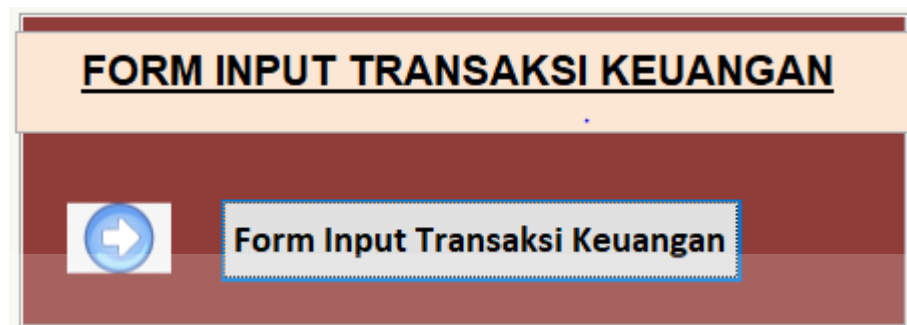 FORM INPUT TRANSAKSI KEUANGAN
Form Input Transaksi Keuangan